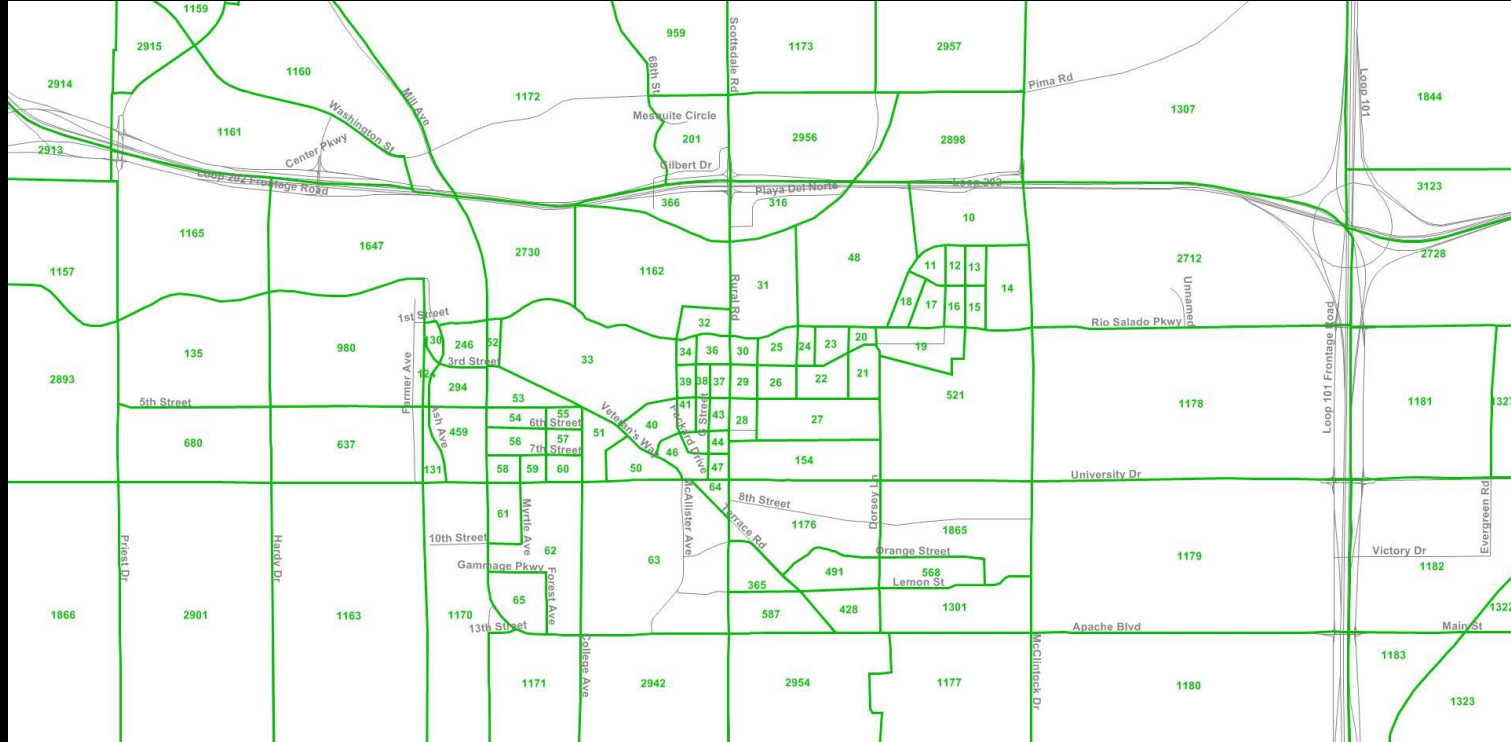 1159
2915
959
Scottsdale Rd
1173
2957
1160
68th St
Pima Rd
Loop 101
2914
1172
Mill Ave
1307
1844
Washington St
Mesquite Circle
1161
201
2956
2898
2913
Center Pkwy
Gilbert Dr
Loop 202 Frontage Road
Playa Del Norte
Loop 202
3123
366
316
10
1165
1647
2730
48
2712
2728
1157
1162
11
12
13
31
Rural Rd
14
Unnamed
18
17
16
15
1st Street
32
Rio Salado Pkwy
Loop 101 Frontage Road
130
246
52
20
135
980
34
36
30
25
24
23
19
3rd Street
33
124
2893
Farmer Ave
294
39
38
37
29
26
22
21
521
53
5th Street
1178
1181
1327
Ash Ave
54
55
Veteran's Way
41
Packard Drive
G Street
43
28
27
6th Street
40
680
637
459
56
57
51
44
7th Street
46
154
131
58
59
60
50
47
University Dr
64
McAllister Ave
8th Street
Dorsey Ln
Evergreen Rd
61
Myrtle Ave
Terrace Rd
1176
1865
10th Street
Priest Dr
Hardy Dr
62
63
Orange Street
1179
Victory Dr
1182
Gammage Pkwy
491
568
365
Lemon St
65
Forest Ave
1866
2901
1163
1170
587
428
1301
1322
13th Street
Apache Blvd
Main St
College Ave
McClintock Dr
1183
1171
2942
2954
1177
1180
1323